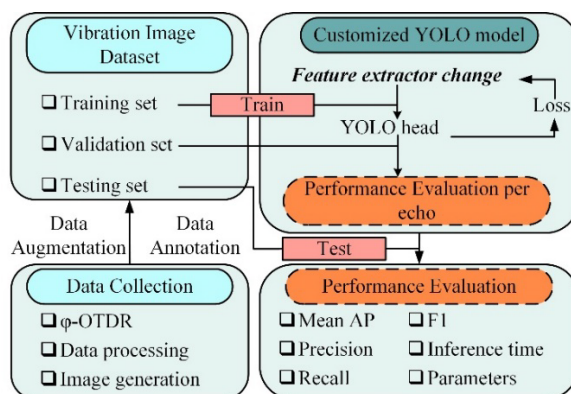 Vibration Image
Dataset
Training set
Validation set
Testing set
Train
Customized YOLO model
Feature extractor change
YOLO head
Loss
Performance Evaluation per
echo
Data
Augmentation
Data
Annotation
Test
Data Collection
φ-OTDR
Data processing
Image generation
Performance Evaluation
Mean AP
Precision
Recall
F1
Inference time
Parameters